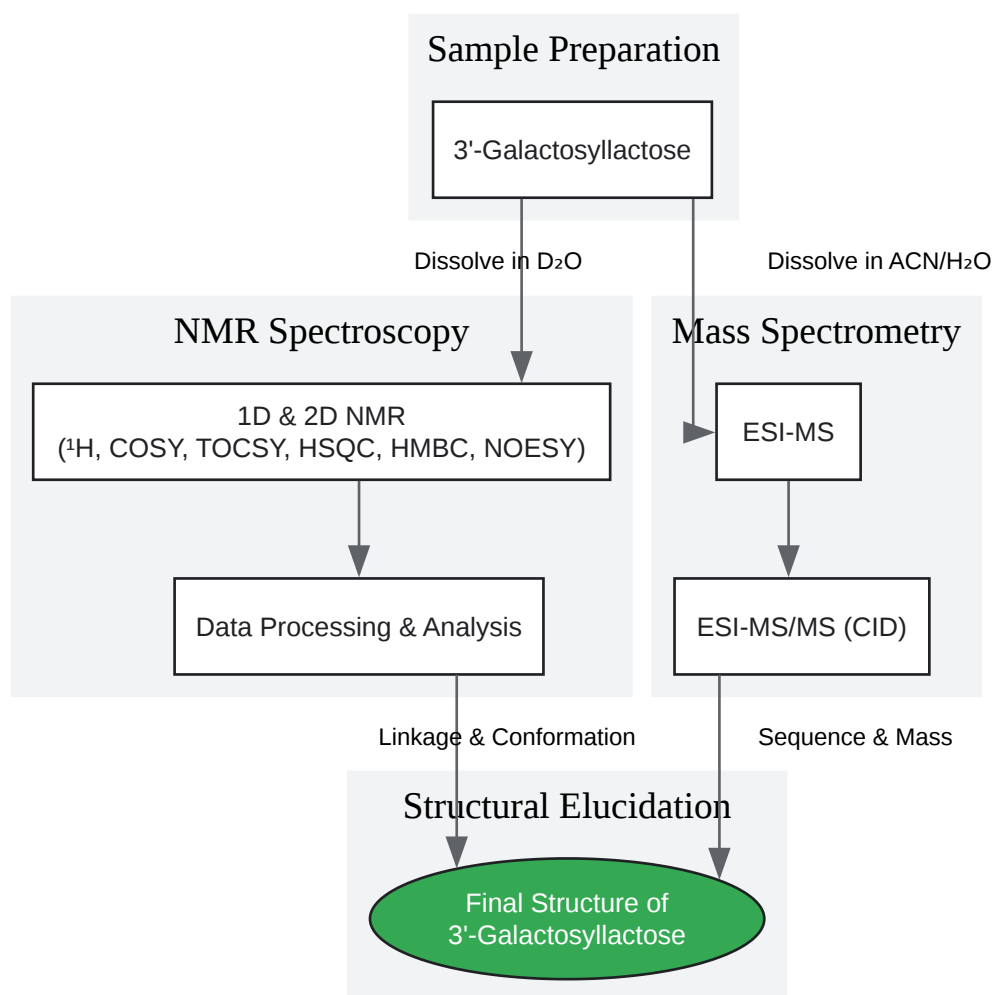 Sample Preparation
3'-Galactosyllactose
Dissolve in D₂O
Dissolve in ACN/H₂O
NMR Spectroscopy
Mass Spectrometry
1D & 2D NMR
(¹H, COSY, TOCSY, HSQC, HMBC, NOESY)
ESI-MS
Data Processing & Analysis
ESI-MS/MS (CID)
Linkage & Conformation
Sequence & Mass
Structural Elucidation
Final Structure of
3'-Galactosyllactose